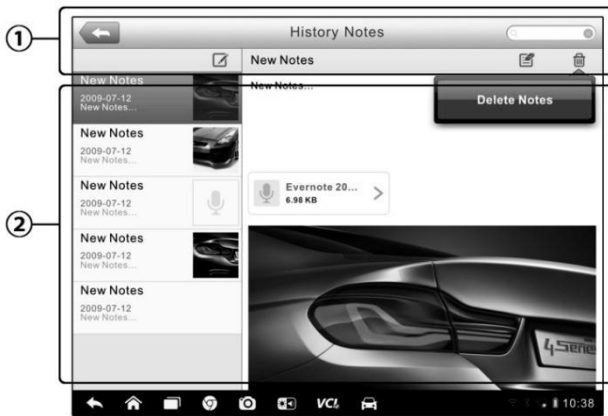 ①
History Notes
New Notes
New Notes
2009-07-12
New Notes...
New Notes...
Delete Notes
New Notes
2009-07-12
New Notes...
②
New Notes
2009-07-12
New Notes...
Evernote 20...
6.98 KB
New Notes
2009-07-12
New Notes...
New Notes
2009-07-12
New Notes...
VCI
10:38